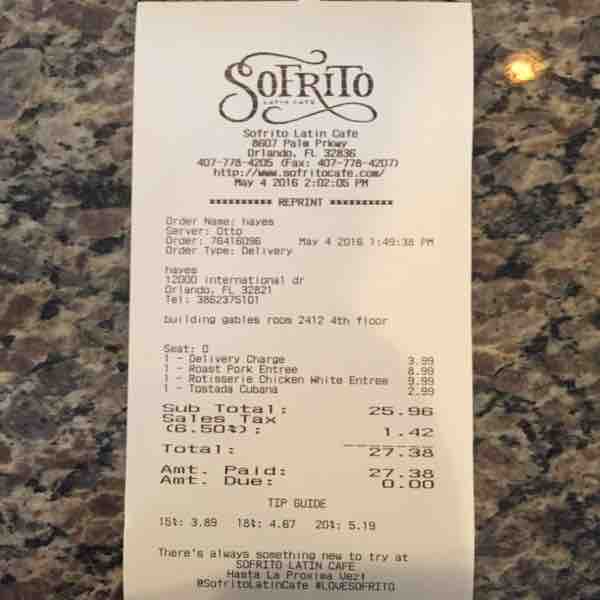 SOFRITO
LATIN CAFE
Sofrito Latin Cafe
8607 Palm Prkwy
Orlando, FL 32836
407-778-4205 (Fax: 407-778-4207)
http://www.sofritocafe.com/
May 4 2016 2:02:05 PM
********** REPRINT **********
Order Name: hayes
Server: Otto
Order: 76416096 May 4 2016 1:49:38 PM
Order Type: Delivery
hayes
12000 international dr
Orlando, FL 32821
Tel: 3862375101
building gables room 2412 4th floor
Seat: 0
1 - Delivery Charge 3.99
1 - Roast Pork Entree 8.99
1 - Rotisserie Chicken White Entree 9.99
1 - Tostada Cubana 2.99
Sub Total: 25.96
Sales Tax
(6.50%): 1.42
Total: 27.38
Amt. Paid: 27.38
Amt. Due: 0.00
TIP GUIDE
15%: 3.89 18%: 4.67 20%: 5.19
There's always something new to try at
SOFRITO LATIN CAFE
Hasta La Proxima Vez!
@SofritoLatinCafe #LOVESOFRITO